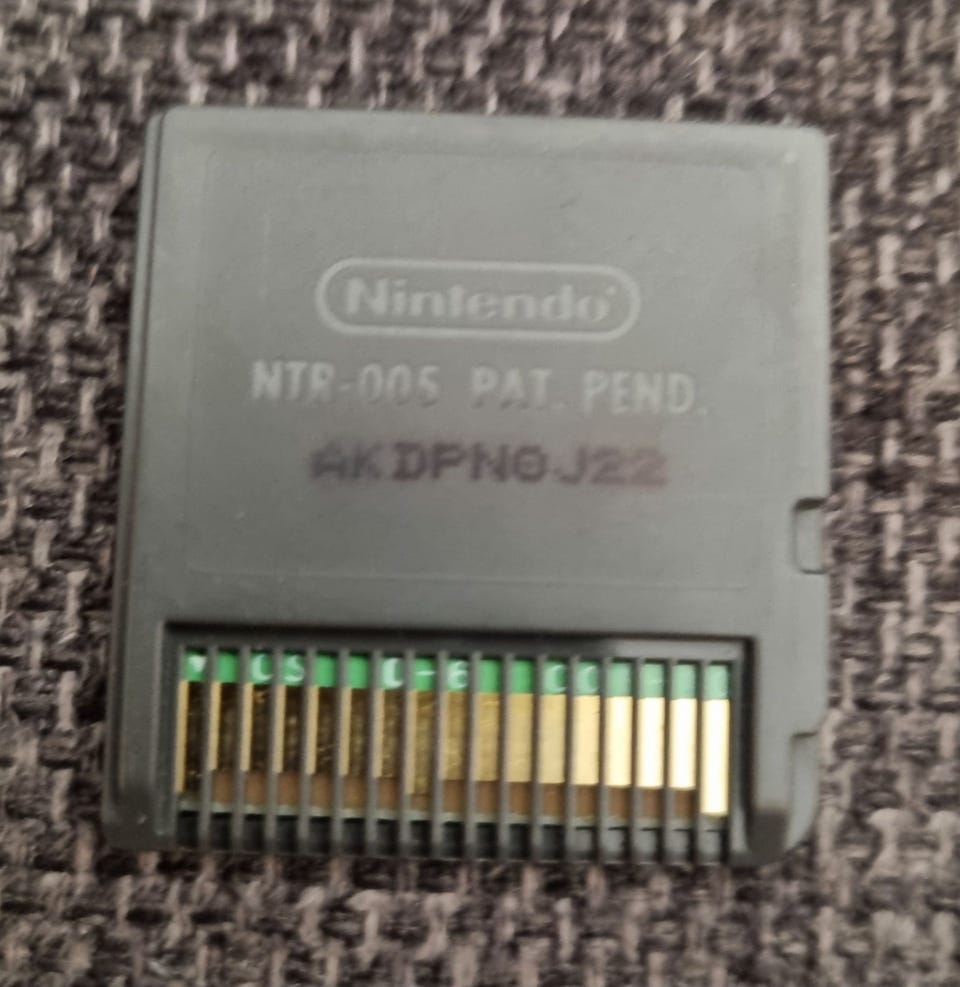 Nintendo
NTR-005 PAT. PEND.
AKDPN0J22